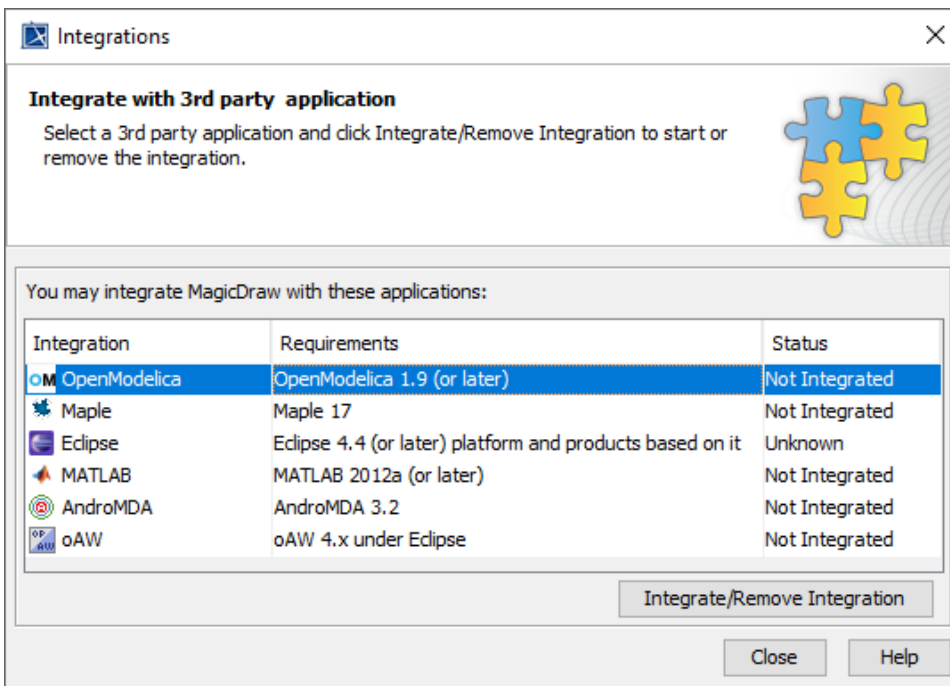 Integrations
Integrate with 3rd party application
Select a 3rd party application and click Integrate/Remove Integration to start or
remove the integration.
You may integrate MagicDraw with these applications:
Integration Requirements Status
OM OpenModelica OpenModelica 1.9 (or later) Not Integrated
Maple Maple 17 Not Integrated
Eclipse Eclipse 4.4 (or later) platform and products based on it Unknown
MATLAB MATLAB 2012a (or later) Not Integrated
AndroMDA AndroMDA 3.2 Not Integrated
oAW oAW 4.x under Eclipse Not Integrated
Integrate/Remove Integration
Close Help